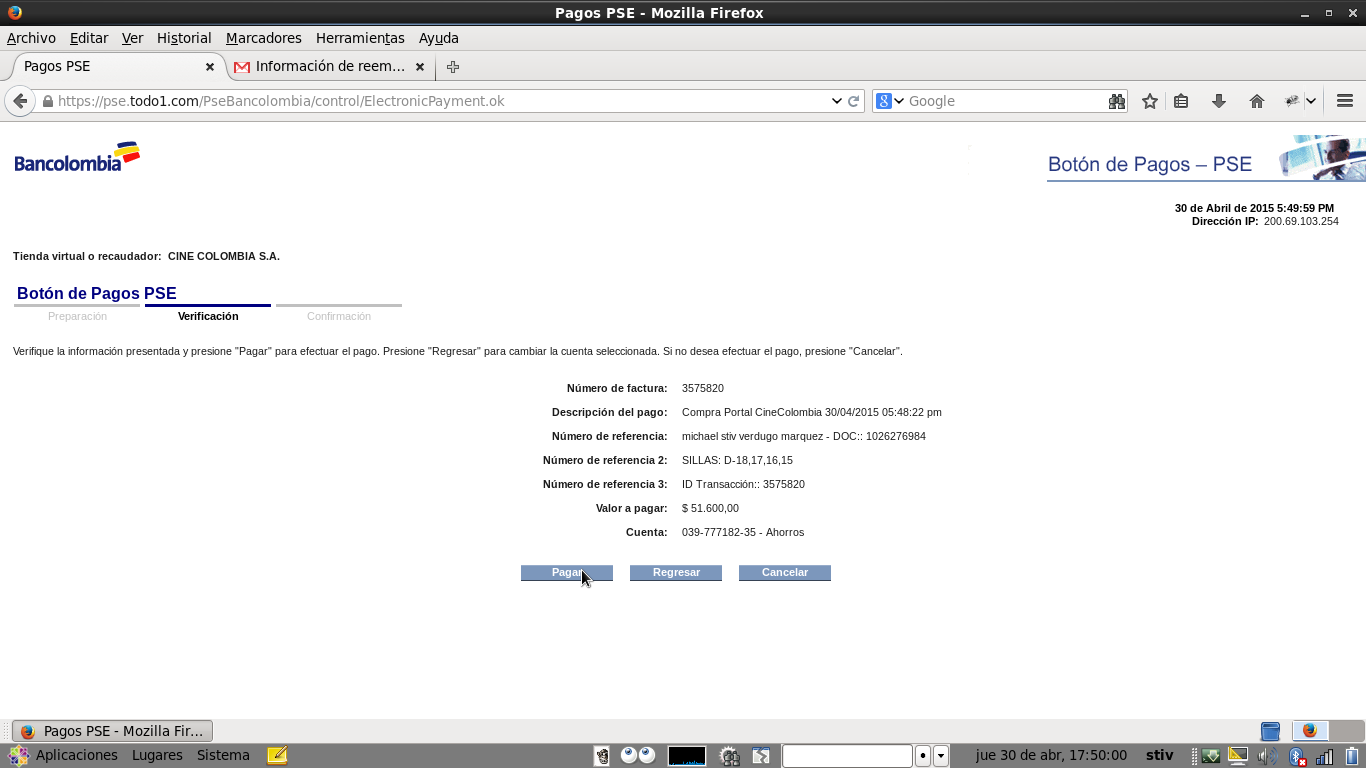 Pagos PSE - Mozilla Firefox
Archivo Editar Ver Historial Marcadores Herramientas Ayuda
Pagos PSE Información de reem...
https://pse.todo1.com/PseBancolombia/control/ElectronicPayment.ok Google
Bancolombia
Botón de Pagos – PSE
30 de Abril de 2015 5:49:59 PM
Dirección IP: 200.69.103.254
Tienda virtual o recaudador: CINE COLOMBIA S.A.
Botón de Pagos PSE
Preparación Verificación Confirmación
Verifique la información presentada y presione "Pagar" para efectuar el pago. Presione "Regresar" para cambiar la cuenta seleccionada. Si no desea efectuar el pago, presione "Cancelar".
Número de factura: 3575820
Descripción del pago: Compra Portal CineColombia 30/04/2015 05:48:22 pm
Número de referencia: michael stiv verdugo marquez - DOC:: 1026276984
Número de referencia 2: SILLAS: D-18,17,16,15
Número de referencia 3: ID Transacción:: 3575820
Valor a pagar: $ 51.600,00
Cuenta: 039-777182-35 - Ahorros
Pagar Regresar Cancelar
Pagos PSE - Mozilla Fir...
Aplicaciones Lugares Sistema jue 30 de abr, 17:50:00 stiv